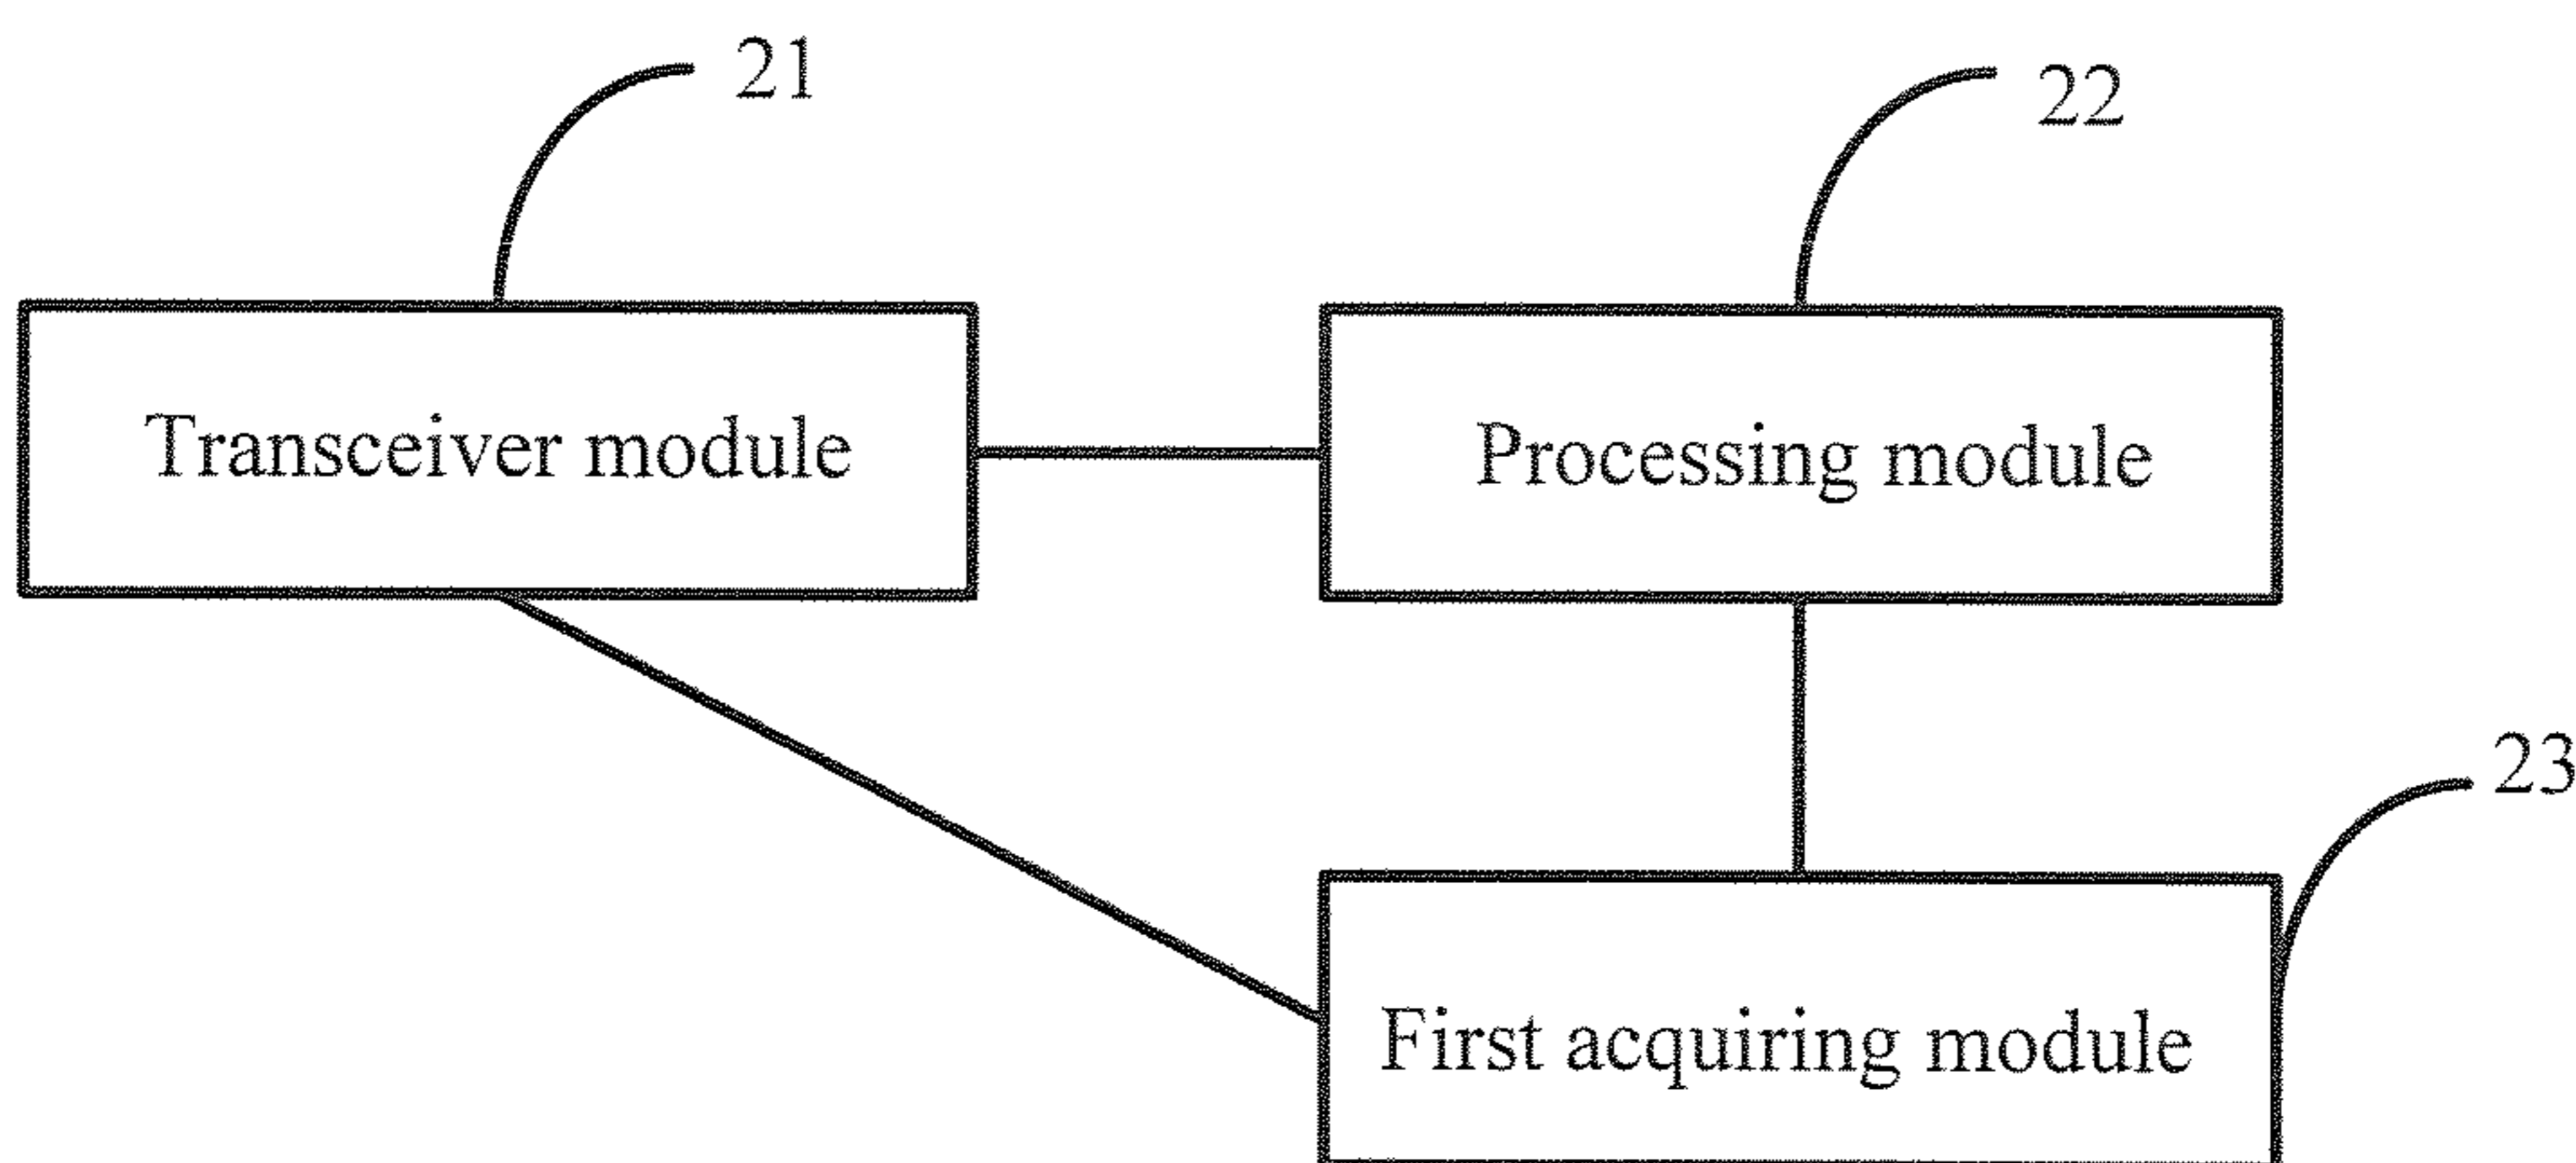 21
22
Transceiver module
Processing module
23
First acquiring module